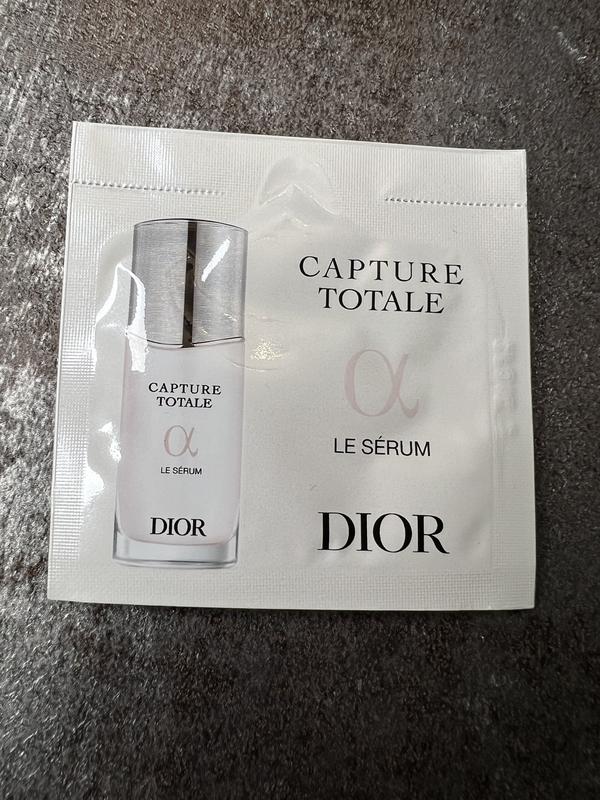 CAPTURE
TOTALE
α
LE SÉRUM
DIOR
CAPTURE
TOTALE
α
LE SÉRUM
DIOR